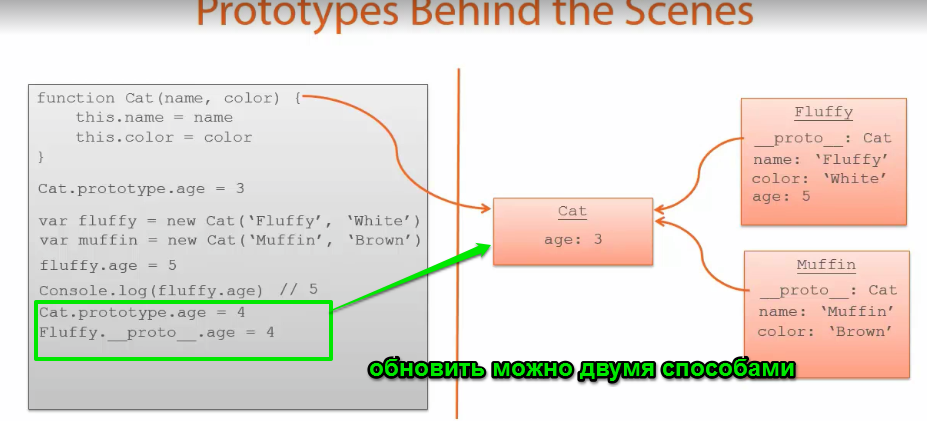 Prototypes Behind the Scenes
function Cat(name, color) {
this.name = name
this.color = color
}
Cat.prototype.age = 3
var fluffy = new Cat(‘Fluffy’, ‘White’)
var muffin = new Cat(‘Muffin’, ‘Brown’)
fluffy.age = 5
Console.log(fluffy.age) // 5
Cat.prototype.age = 4
Fluffy.__proto__.age = 4
Cat
age: 3
Fluffy
__proto__: Cat
name: ‘Fluffy’
color: ‘White’
age: 5
Muffin
__proto__: Cat
name: ‘Muffin’
color: ‘Brown’
обновить можно двумя способами